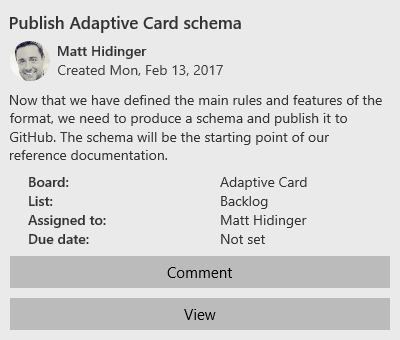 Publish Adaptive Card schema
Matt Hidinger
Created Mon, Feb 13, 2017
Now that we have defined the main rules and features of the
format, we need to produce a schema and publish it to
GitHub. The schema will be the starting point of our
reference documentation.
Board: Adaptive Card
List: Backlog
Assigned to: Matt Hidinger
Due date: Not set
Comment
View